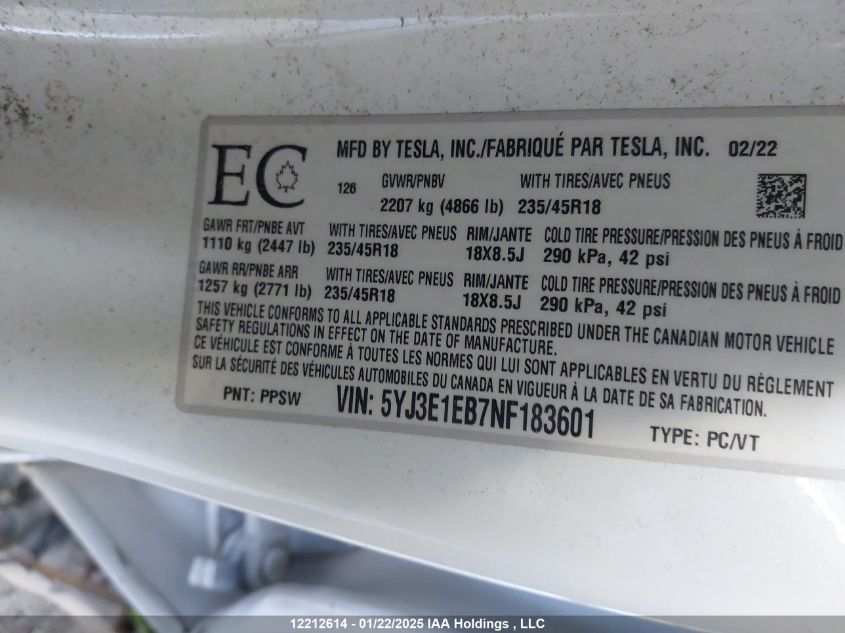 EC
MFD BY TESLA, INC./FABRIQUÉ PAR TESLA, INC. 02/22
126 GVWR/PNBV WITH TIRES/AVEC PNEUS
2207 kg (4866 lb) 235/45R18
GAWR FRT/PNBE AVT WITH TIRES/AVEC PNEUS RIM/JANTE COLD TIRE PRESSURE/PRESSION DES PNEUS À FROID
1110 kg (2447 lb) 235/45R18 18X8.5J 290 kPa, 42 psi
GAWR RR/PNBE ARR WITH TIRES/AVEC PNEUS RIM/JANTE COLD TIRE PRESSURE/PRESSION DES PNEUS À FROID
1257 kg (2771 lb) 235/45R18 18X8.5J 290 kPa, 42 psi
THIS VEHICLE CONFORMS TO ALL APPLICABLE STANDARDS PRESCRIBED UNDER THE CANADIAN MOTOR VEHICLE
SAFETY REGULATIONS IN EFFECT ON THE DATE OF MANUFACTURE.
CE VÉHICULE EST CONFORME À TOUTES LES NORMES QUI LUI SONT APPLICABLES EN VERTU DU RÈGLEMENT
SUR LA SÉCURITÉ DES VÉHICULES AUTOMOBILES DU CANADA EN VIGUEUR À LA DATE DE SA FABRICATION.
PNT: PPSW VIN: 5YJ3E1EB7NF183601 TYPE: PC/VT
12212614 - 01/22/2025 IAA Holdings , LLC